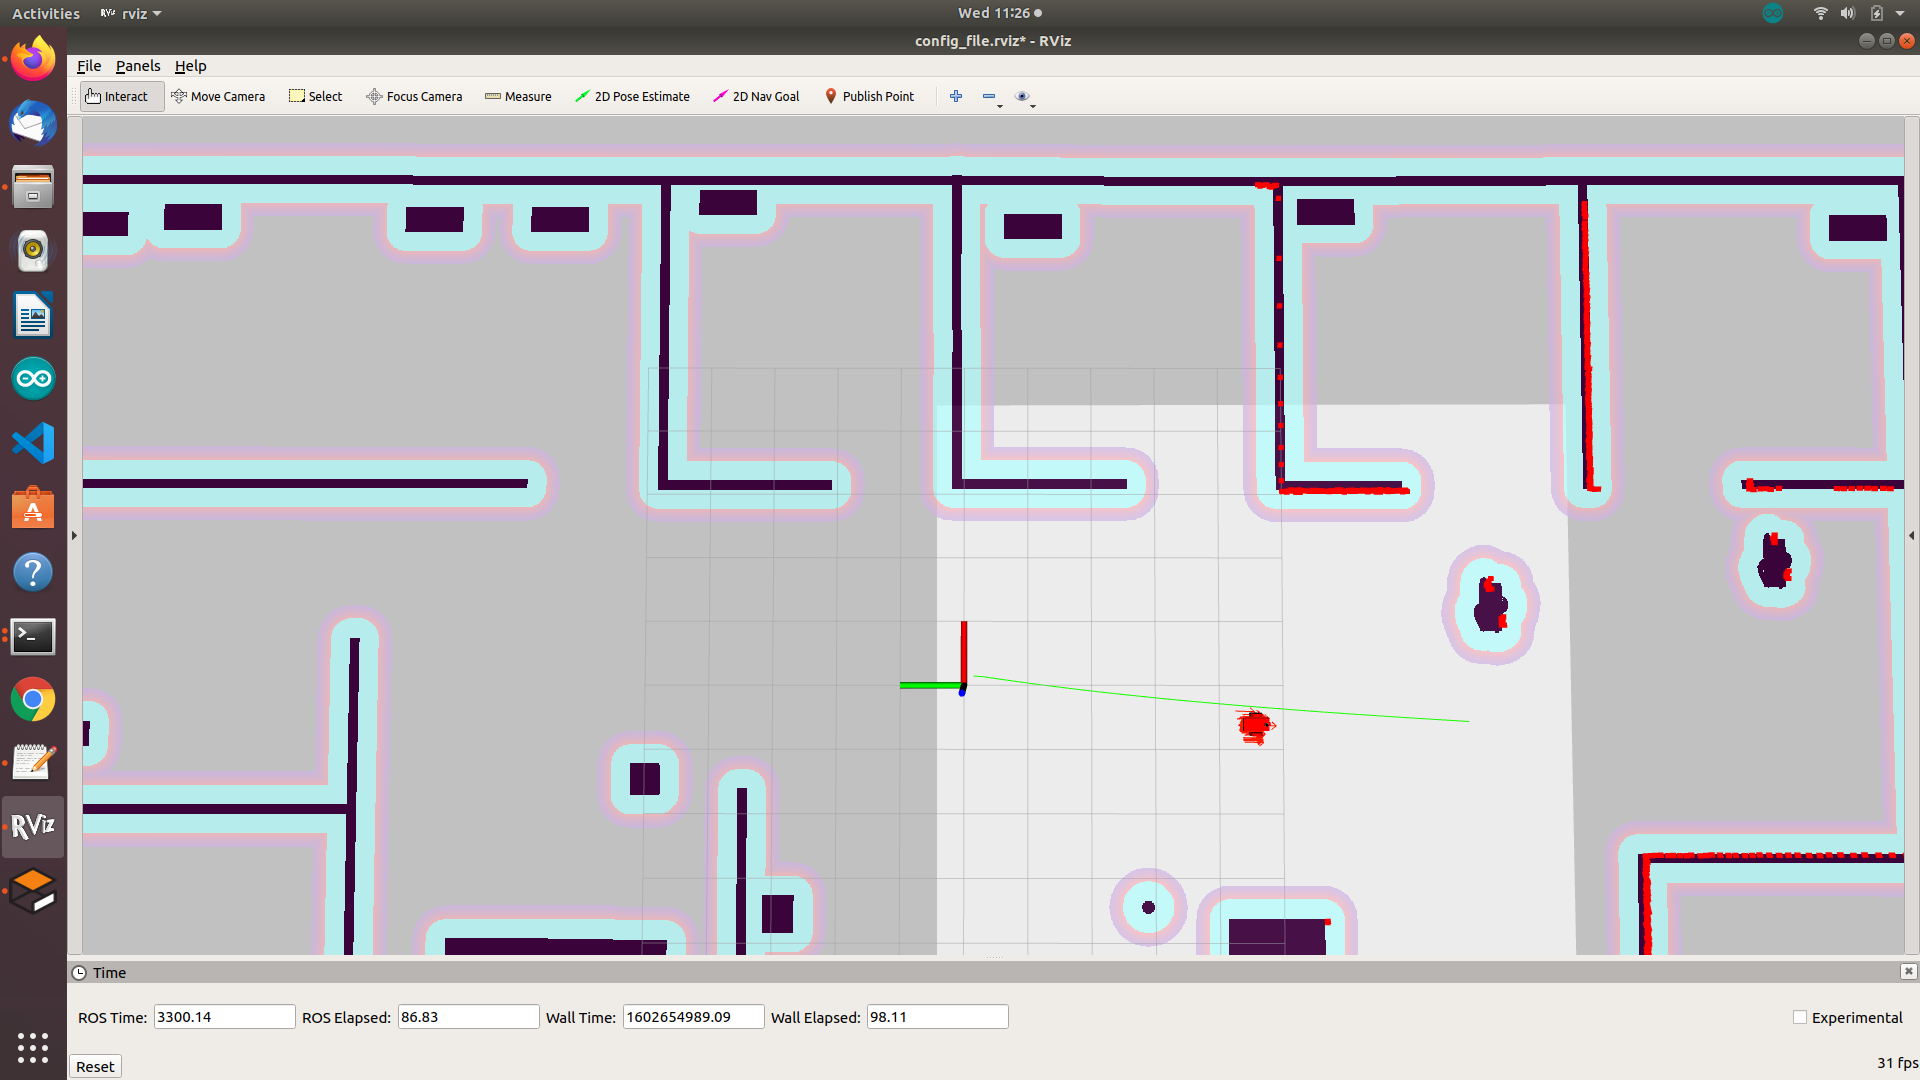 Activities RViz rviz Wed 11:26
config_file.rviz* - RViz
File Panels Help
Interact Move Camera Select Focus Camera Measure 2D Pose Estimate 2D Nav Goal Publish Point
RViz
Time
ROS Time: 3300.14 ROS Elapsed: 86.83 Wall Time: 1602654989.09 Wall Elapsed: 98.11 Experimental
Reset 31 fps